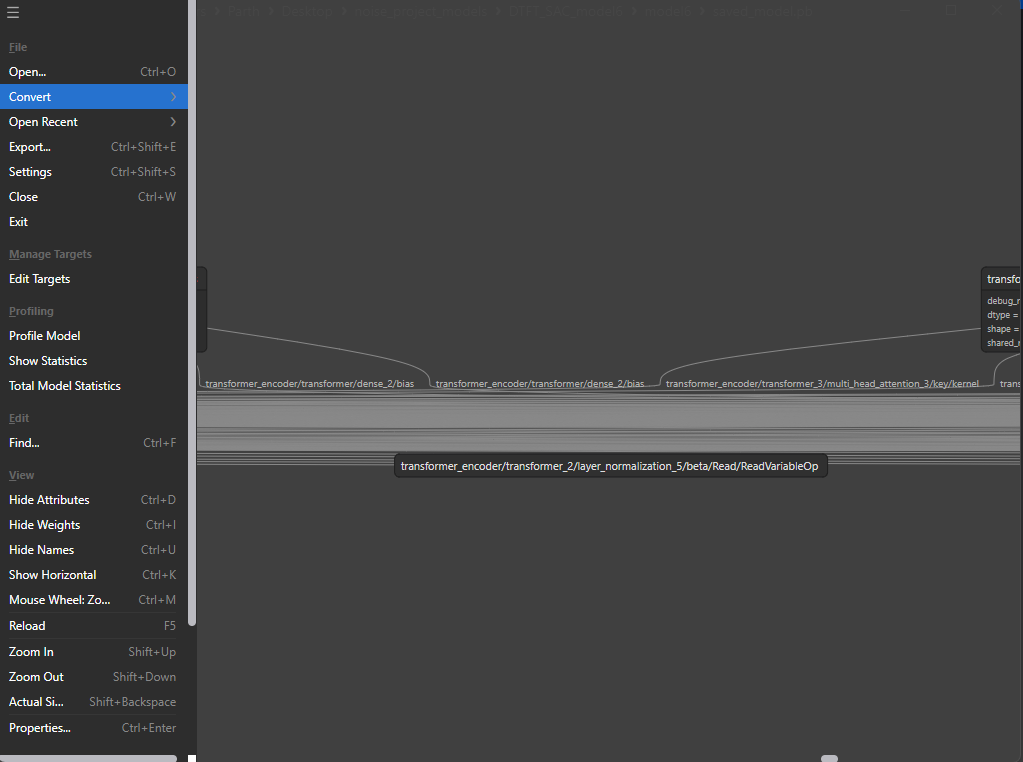 File
Open... Ctrl+O
Convert
Open Recent
Export... Ctrl+Shift+E
Settings Ctrl+Shift+S
Close Ctrl+W
Exit
Manage Targets
Edit Targets
Profiling
Profile Model
Show Statistics
Total Model Statistics
Edit
Find... Ctrl+F
View
Hide Attributes Ctrl+D
Hide Weights Ctrl+I
Hide Names Ctrl+U
Show Horizontal Ctrl+K
Mouse Wheel: Zo... Ctrl+M
Reload F5
Zoom In Shift+Up
Zoom Out Shift+Down
Actual Si... Shift+Backspace
Properties... Ctrl+Enter
transfo
dtype =
shape =
transformer_encoder/transformer/dense_2/bias
transformer_encoder/transformer/dense_2/bias
transformer_encoder/transformer_3/multi_head_attention_3/key/kernel
trans
transformer_encoder/transformer_2/layer_normalization_5/beta/Read/ReadVariableOp